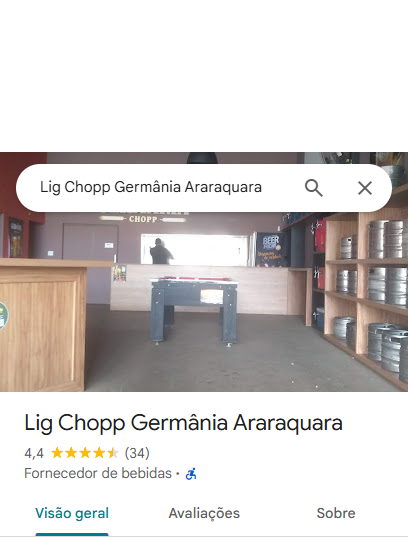 Lig Chopp Germânia Araraquara
CHOPP
BEER
Lig Chopp Germânia Araraquara
4,4 (34)
Fornecedor de bebidas ·
Visão geral Avaliações Sobre